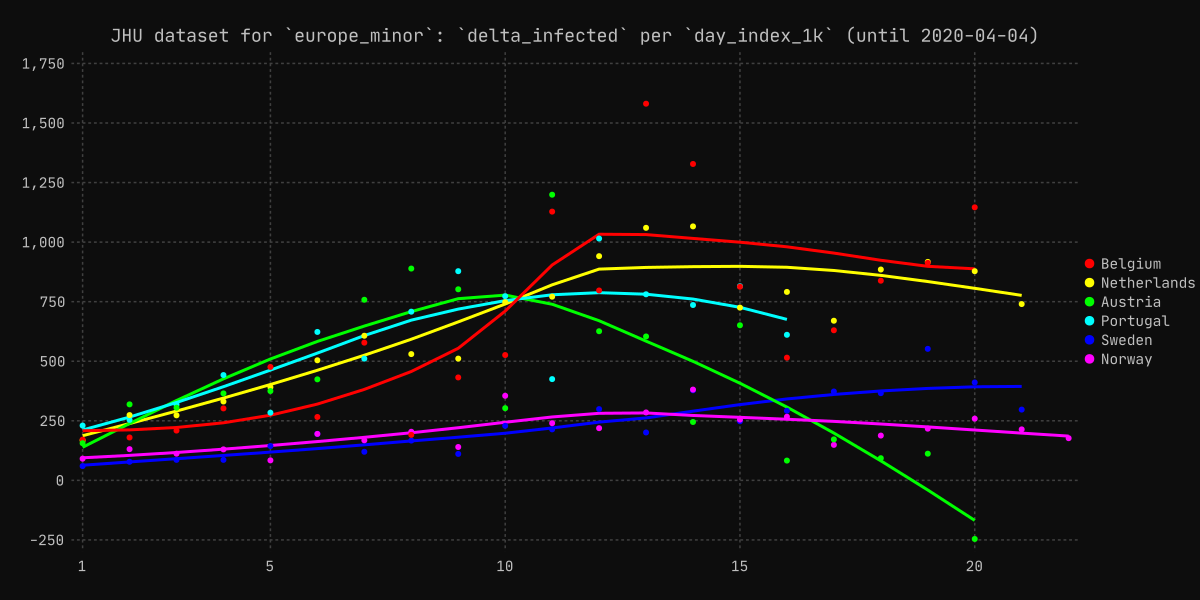 JHU dataset for `europe_minor`: `delta_infected` per `day_index_1k` (until 2020-04-04)
1,750
1,500
1,250
1,000
750
500
250
0
−250
1 5 10 15 20
Belgium
Netherlands
Austria
Portugal
Sweden
Norway